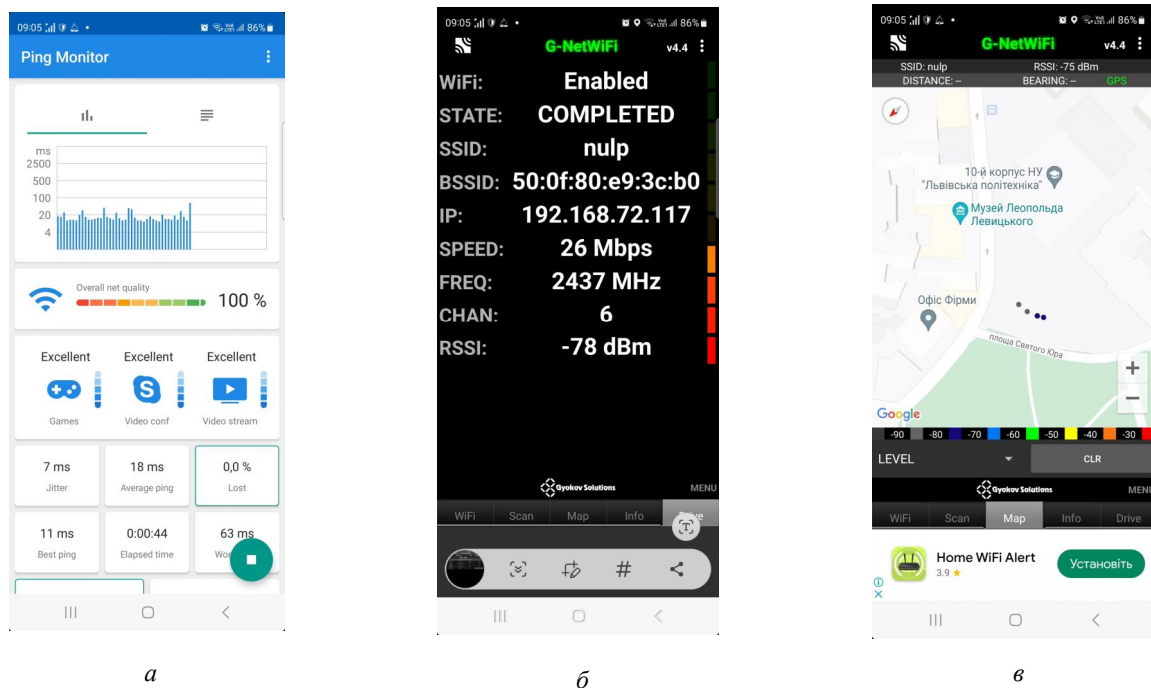 09:05
86%
Ping Monitor
ms
2500
500
100
20
4
Overall net quality
100 %
Excellent
Excellent
Excellent
Games
Video conf
Video stream
7 ms
18 ms
0,0 %
Jitter
Average ping
Lost
11 ms
0:00:44
63 ms
Best ping
Elapsed time
а
09:05
86%
G-NetWiFi
v4.4
WiFi: Enabled
STATE: COMPLETED
SSID: nulp
BSSID: 50:0f:80:e9:3c:b0
IP: 192.168.72.117
SPEED: 26 Mbps
FREQ: 2437 MHz
CHAN: 6
RSSI: -78 dBm
Gyokov Solutions
MENU
WiFi Scan Map Info Drive
б
09:05
86%
G-NetWiFi
v4.4
SSID: nulp RSSI: -75 dBm
DISTANCE: -- BEARING: -- GPS
10-й корпус НУ
"Львівська політехніка"
Музей Леопольда
Левицького
Офіс Фірми
площа Святого Юра
+
−
Google
-90 -80 -70 -60 -50 -40 -30
LEVEL
CLR
Gyokov Solutions
MENU
WiFi Scan Map Info Drive
Home WiFi Alert
3.9 ★
Установіть
в